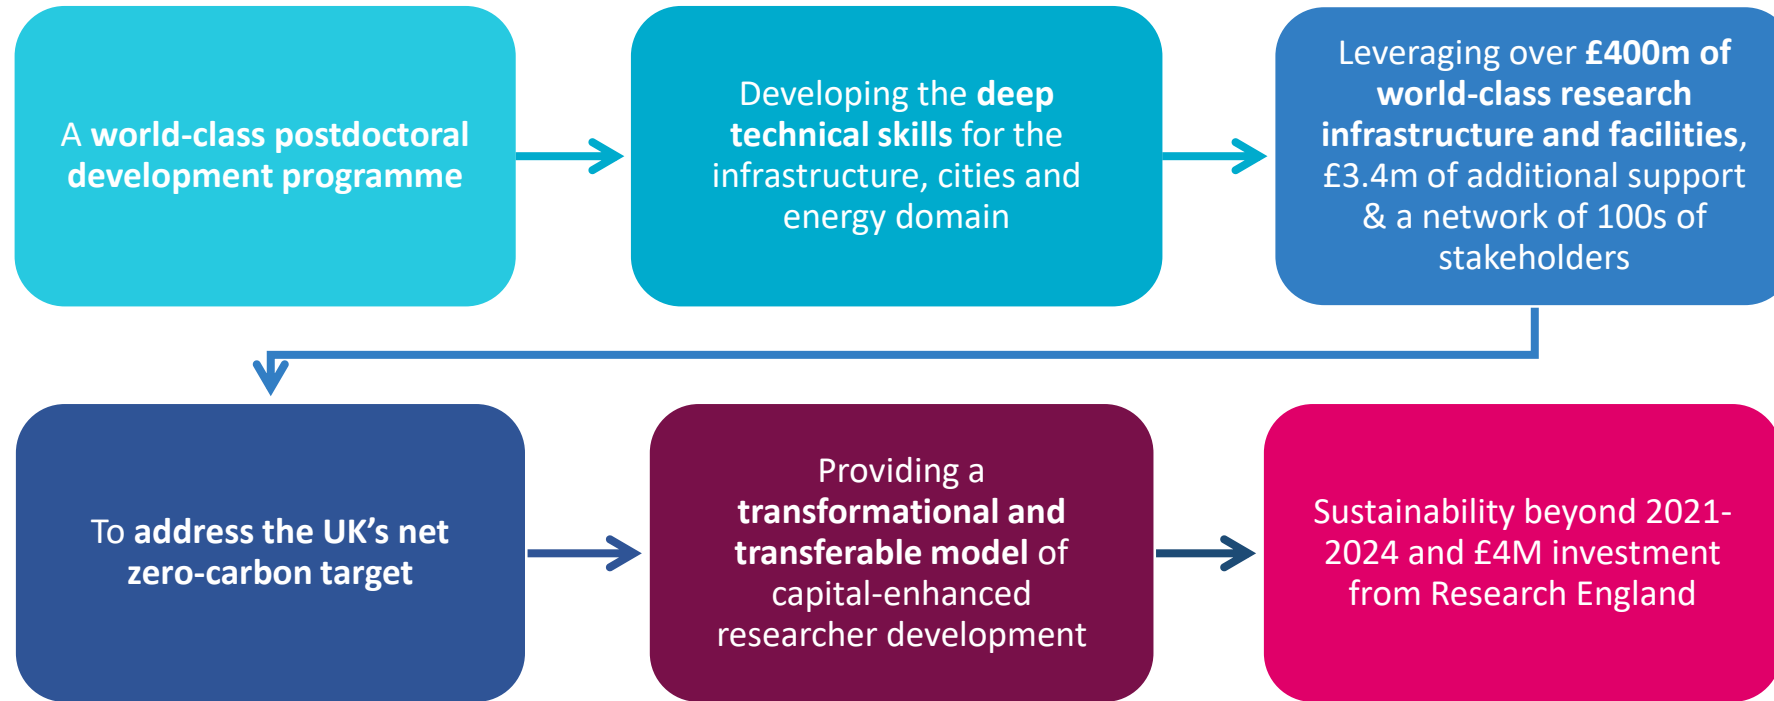 A world-class postdoctoral
development programme
Developing the deep
technical skills for the
infrastructure, cities and
energy domain
Leveraging over £400m of
world-class research
infrastructure and facilities,
£3.4m of additional support
& a network of 100s of
stakeholders
To address the UK’s net
zero-carbon target
Providing a
transformational and
transferable model of
capital-enhanced
researcher development
Sustainability beyond 2021-
2024 and £4M investment
from Research England